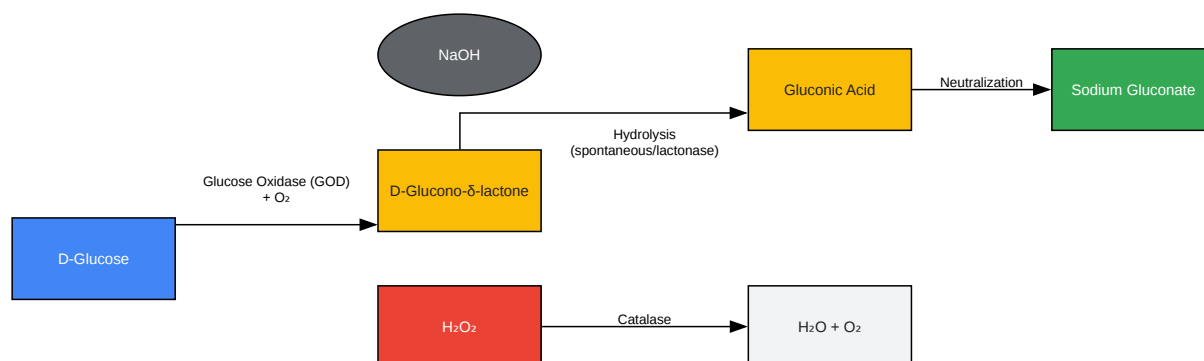 NaOH
Gluconic Acid
Neutralization
Sodium Gluconate
Hydrolysis
(spontaneous/lactonase)
Glucose Oxidase (GOD)
+ O₂
D-Glucono-δ-lactone
D-Glucose
H₂O₂
Catalase
H₂O + O₂